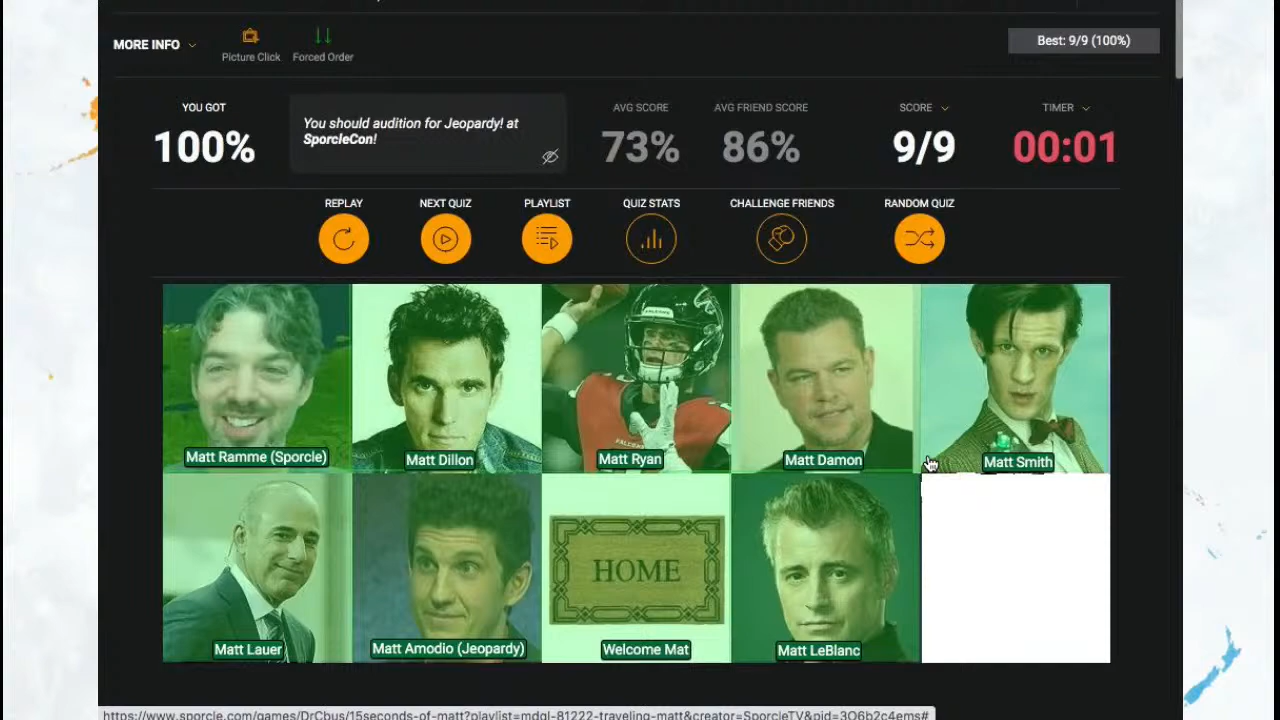 MORE INFO
Picture Click
Forced Order
Best: 9/9 (100%)
YOU GOT
100%
You should audition for Jeopardy! at
SporcleCon!
AVG SCORE
73%
AVG FRIEND SCORE
86%
SCORE
9/9
TIMER
00:01
REPLAY
NEXT QUIZ
PLAYLIST
QUIZ STATS
CHALLENGE FRIENDS
RANDOM QUIZ
FALCONS
Matt Ramme (Sporcle)
Matt Dillon
Matt Ryan
Matt Damon
Matt Smith
HOME
Matt Lauer
Matt Amodio (Jeopardy)
Welcome Mat
Matt LeBlanc
https://www.sporcle.com/games/DrCbus/15seconds-of-matt?playlist=mdgl-81222-traveling-matt&creator=SporcleTV&pid=3O6b2c4ems#